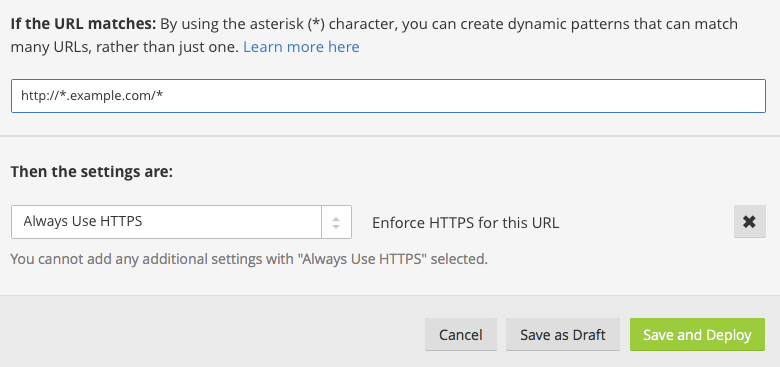 If the URL matches: By using the asterisk (*) character, you can create dynamic patterns that can match
many URLs, rather than just one. Learn more here
http://*.example.com/*
Then the settings are:
Always Use HTTPS
Enforce HTTPS for this URL
You cannot add any additional settings with "Always Use HTTPS" selected.
Cancel
Save as Draft
Save and Deploy